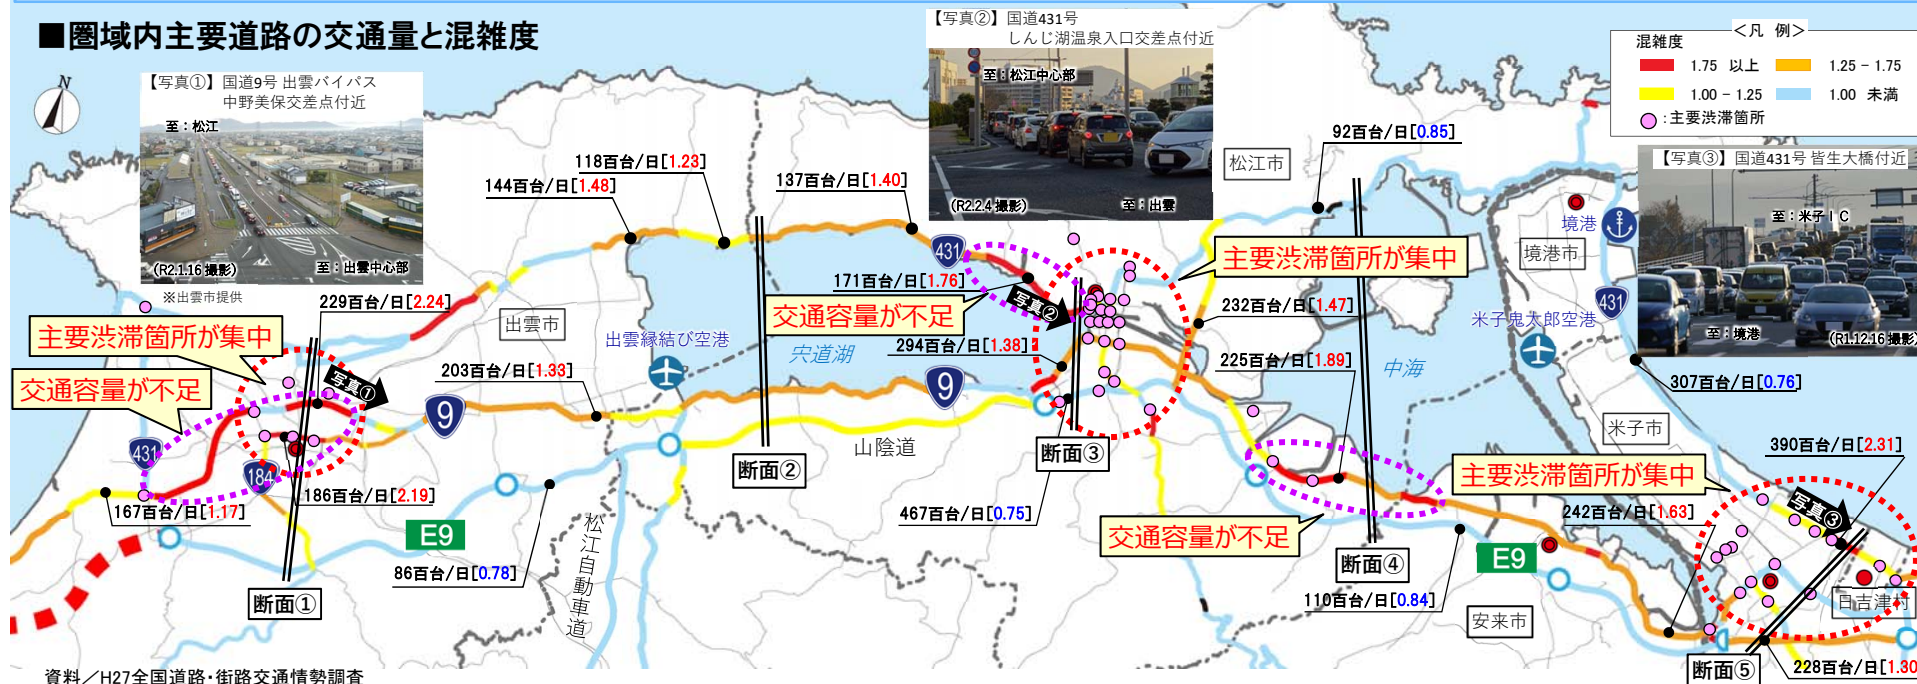 ■圏域内主要道路の交通量と混雑度
【写真①】国道9号 出雲バイパス
中野美保交差点付近
至：松江
(R2.1.16 撮影)
至：出雲中心部
※出雲市提供
【写真②】国道431号
しんじ湖温泉入口交差点付近
至：松江中心部
(R2.2.4 撮影)
至：出雲
＜凡 例＞
混雑度
1.75 以上
1.25 – 1.75
1.00 – 1.25
1.00 未満
：主要渋滞箇所
【写真③】国道431号 皆生大橋付近
至：米子ＩＣ
至：境港
(R1.12.16 撮影)
N
92百台/日[0.85]
松江市
118百台/日[1.23]
144百台/日[1.48]
137百台/日[1.40]
境港
境港市
431
主要渋滞箇所が集中
171百台/日[1.76]
写真②
交通容量が不足
229百台/日[2.24]
232百台/日[1.47]
431
米子鬼太郎空港
出雲市
出雲縁結び空港
宍道湖
主要渋滞箇所が集中
294百台/日[1.38]
225百台/日[1.89]
中海
203百台/日[1.33]
写真①
9
9
307百台/日[0.76]
交通容量が不足
米子市
山陰道
431
184
断面②
断面③
390百台/日[2.31]
主要渋滞箇所が集中
186百台/日[2.19]
167百台/日[1.17]
467百台/日[0.75]
242百台/日[1.63]
写真③
E9
松江自動車道
交通容量が不足
E9
断面④
86百台/日[0.78]
断面①
110百台/日[0.84]
安来市
日吉津村
断面⑤
228百台/日[1.30
資料／H27全国道路・街路交通情勢調査